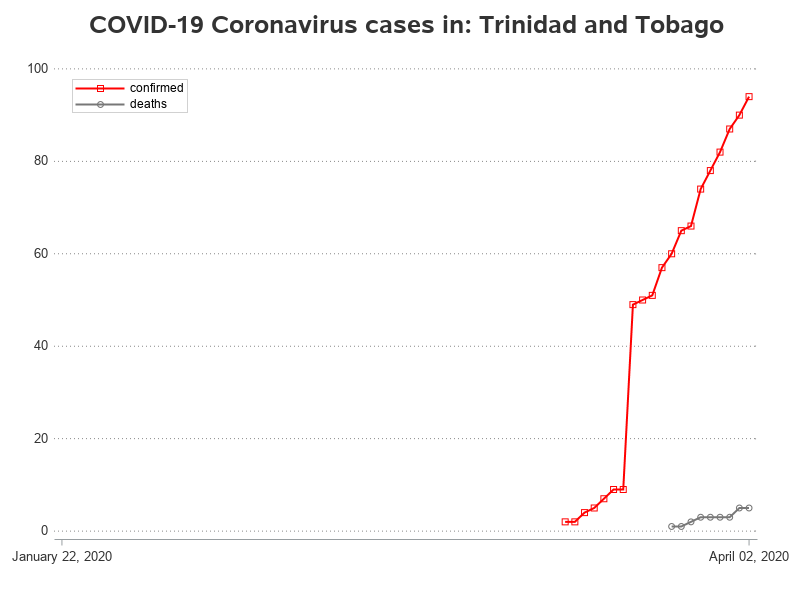 COVID-19 Coronavirus cases in: Trinidad and Tobago
100
confirmed
deaths
80
60
40
20
0
January 22, 2020
April 02, 2020